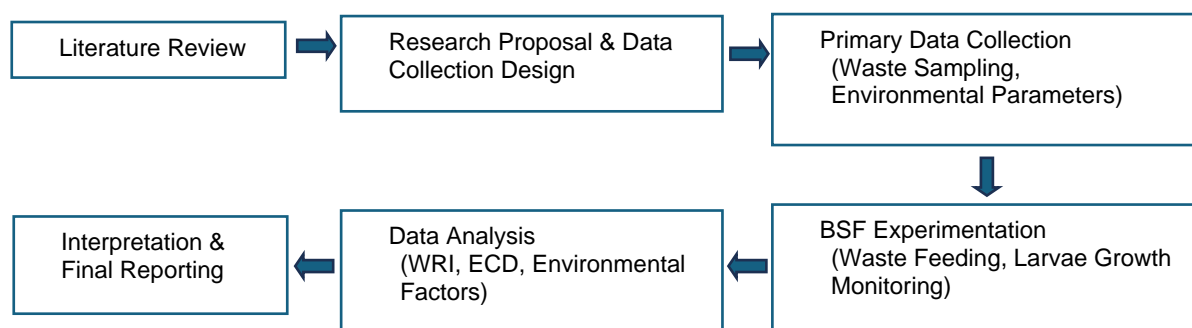 Literature Review
Research Proposal & Data
Collection Design
Primary Data Collection
(Waste Sampling,
Environmental Parameters)
BSF Experimentation
(Waste Feeding, Larvae Growth
Monitoring)
Data Analysis
(WRI, ECD, Environmental
Factors)
Interpretation &
Final Reporting